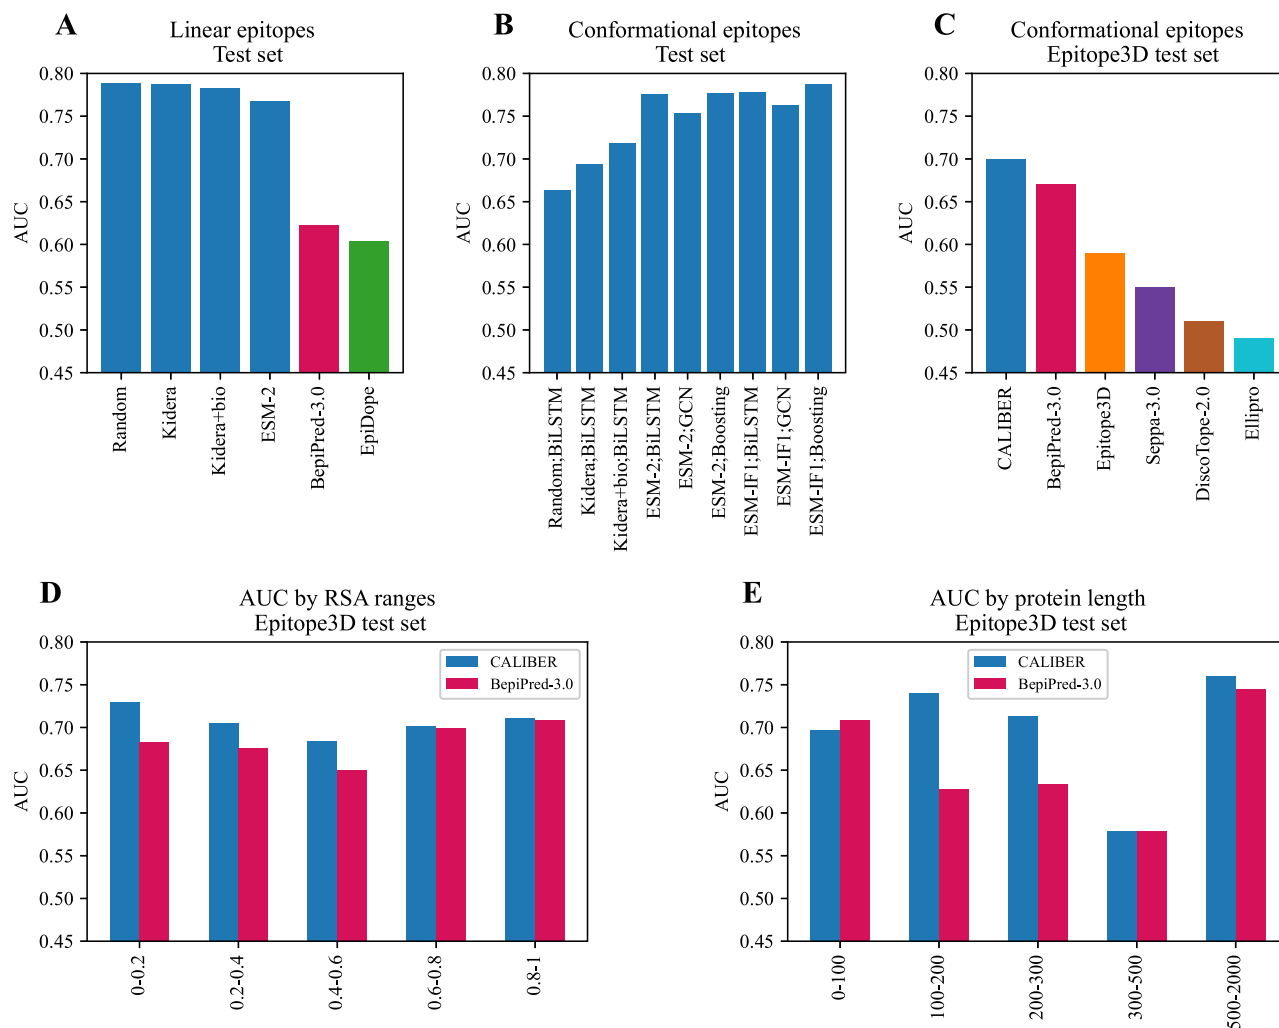 A
Linear epitopes
Test set
AUC
0.80
0.75
0.70
0.65
0.60
0.55
0.50
0.45
Random
Kidera
Kidera+bio
ESM-2
BepiPred-3.0
EpiDope
B
Conformational epitopes
Test set
AUC
0.80
0.75
0.70
0.65
0.60
0.55
0.50
0.45
Random;BiLSTM
Kidera;BiLSTM
Kidera+bio;BiLSTM
ESM-2;BiLSTM
ESM-2;GCN
ESM-2;Boosting
ESM-IF1;BiLSTM
ESM-IF1;GCN
ESM-IF1;Boosting
C
Conformational epitopes
Epitope3D test set
AUC
0.80
0.75
0.70
0.65
0.60
0.55
0.50
0.45
CALIBER
BepiPred-3.0
Epitope3D
Seppa-3.0
DiscoTope-2.0
Ellipro
D
AUC by RSA ranges
Epitope3D test set
AUC
0.80
0.75
0.70
0.65
0.60
0.55
0.50
0.45
CALIBER
BepiPred-3.0
0-0.2
0.2-0.4
0.4-0.6
0.6-0.8
0.8-1
E
AUC by protein length
Epitope3D test set
AUC
0.80
0.75
0.70
0.65
0.60
0.55
0.50
0.45
CALIBER
BepiPred-3.0
0-100
100-200
200-300
300-500
500-2000